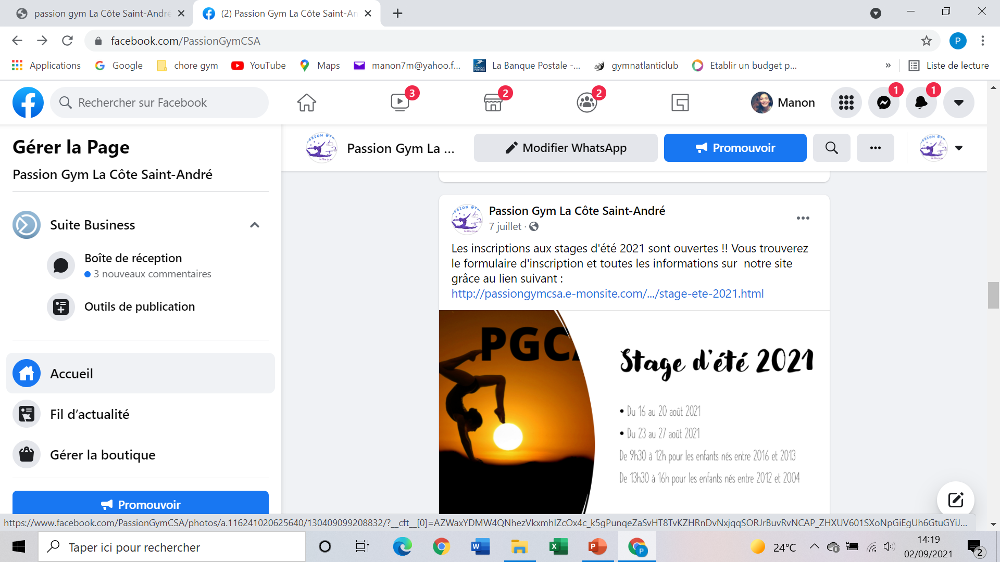 passion gym La Côte Saint-André
(2) Passion Gym La Côte Saint-An
facebook.com/PassionGymCSA
P
Applications
Google
chore gym
YouTube
Maps
manon7m@yahoo.f...
La Banque Postale -...
gymnatlanticclub
Etablir un budget p...
»
Liste de lecture
Rechercher sur Facebook
3
2
2
Manon
1
1
Gérer la Page
Passion Gym La Côte Saint-André
Suite Business
Boîte de réception
3 nouveaux commentaires
Outils de publication
Accueil
Fil d’actualité
Gérer la boutique
Promouvoir
Passion Gym La ...
Modifier WhatsApp
Promouvoir
Passion Gym La Côte Saint-André
7 juillet ·
Les inscriptions aux stages d'été 2021 sont ouvertes !! Vous trouverez
le formulaire d'inscription et toutes les informations sur notre site
grâce au lien suivant :
http://passiongymcsa.e-monsite.com/.../stage-ete-2021.html
PGCA
Stage d'été 2021
• Du 16 au 20 août 2021
• Du 23 au 27 août 2021
De 9h30 à 12h pour les enfants nés entre 2016 et 2013
De 13h30 à 16h pour les enfants nés entre 2012 et 2004
https://www.facebook.com/PassionGymCSA/photos/a.116241020625640/130409099208832/?__cft__[0]=AZWaxYDMW4QNhezVkxmhIZcOx4c_k5gPunqeZaSvHT8TvKZHRnDvNxjqqSORJrBuvRvNCAP_ZHXUV601SXoNpGiEgUh6GtuGYiJ...
Taper ici pour rechercher
24°C
14:19
02/09/2021
2